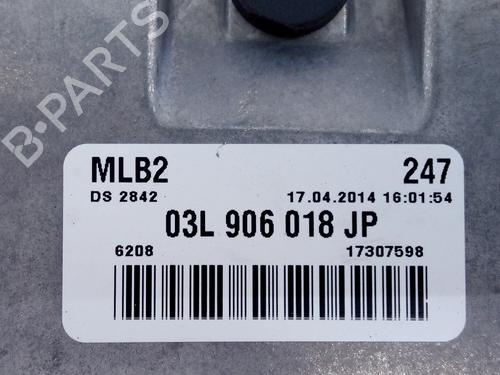 B-PARTS
MLB2 247
DS 2842 17.04.2014 16:01:54
03L 906 018 JP
6208 17307598